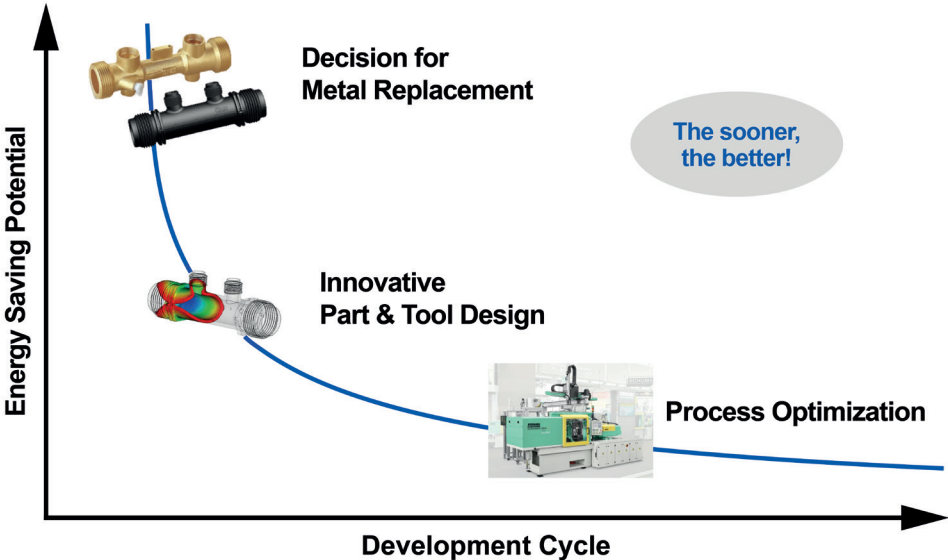 Decision for
Metal Replacement
The sooner,
the better!
Energy Saving Potential
Innovative
Part & Tool Design
Process Optimization
Development Cycle